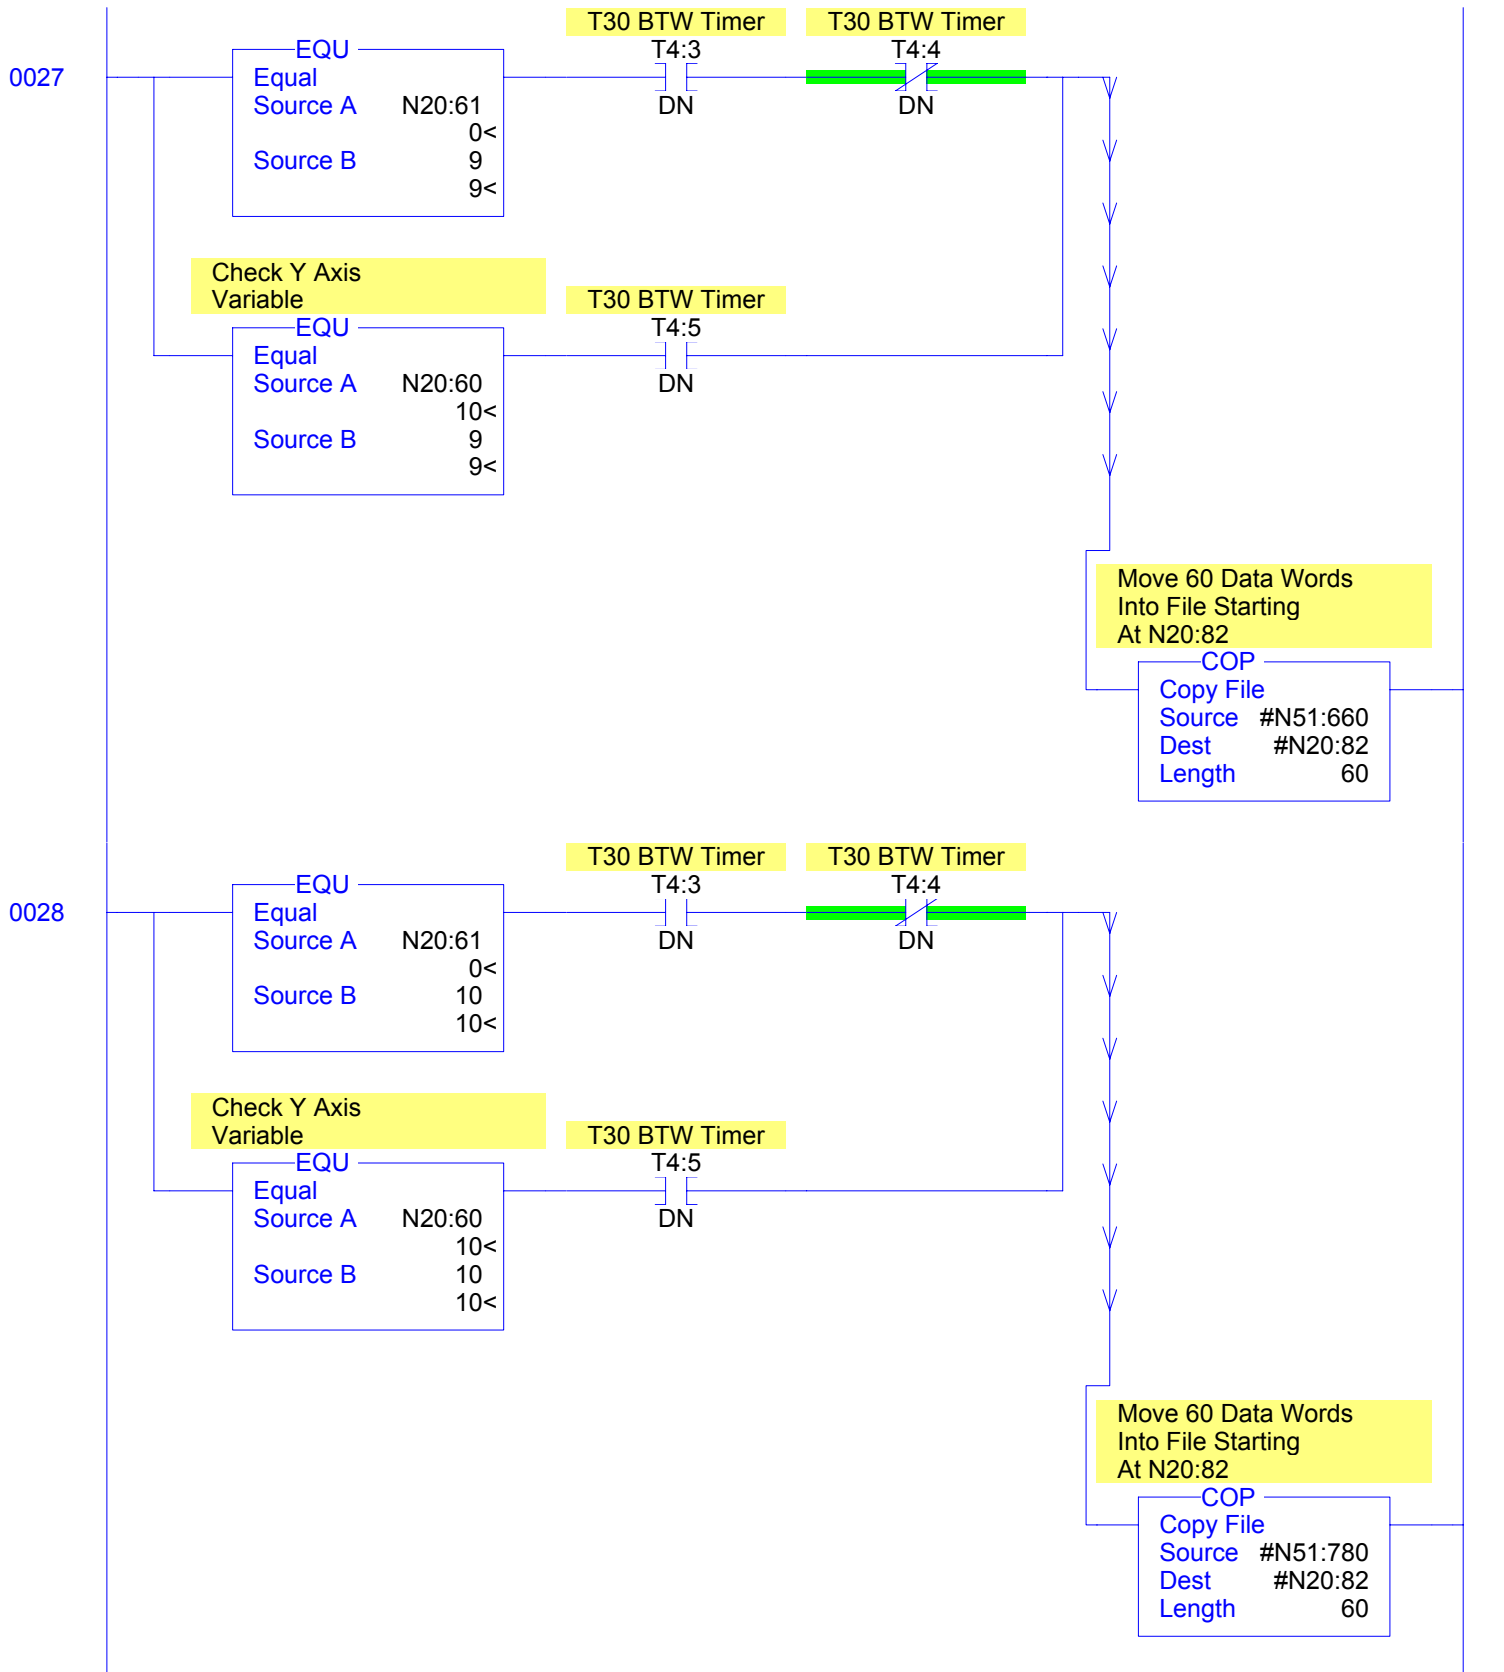 T30 BTW Timer T30 BTW Timer
EQU T4:3 T4:4
0027 Equal
Source A N20:61 DN DN
0<
Source B 9
9<
Check Y Axis
Variable T30 BTW Timer
EQU T4:5
Equal
Source A N20:60 DN
10<
Source B 9
9<
Move 60 Data Words
Into File Starting
At N20:82
COP
Copy File
Source #N51:660
Dest #N20:82
Length 60
T30 BTW Timer T30 BTW Timer
EQU T4:3 T4:4
0028 Equal
Source A N20:61 DN DN
0<
Source B 10
10<
Check Y Axis
Variable T30 BTW Timer
EQU T4:5
Equal
Source A N20:60 DN
10<
Source B 10
10<
Move 60 Data Words
Into File Starting
At N20:82
COP
Copy File
Source #N51:780
Dest #N20:82
Length 60